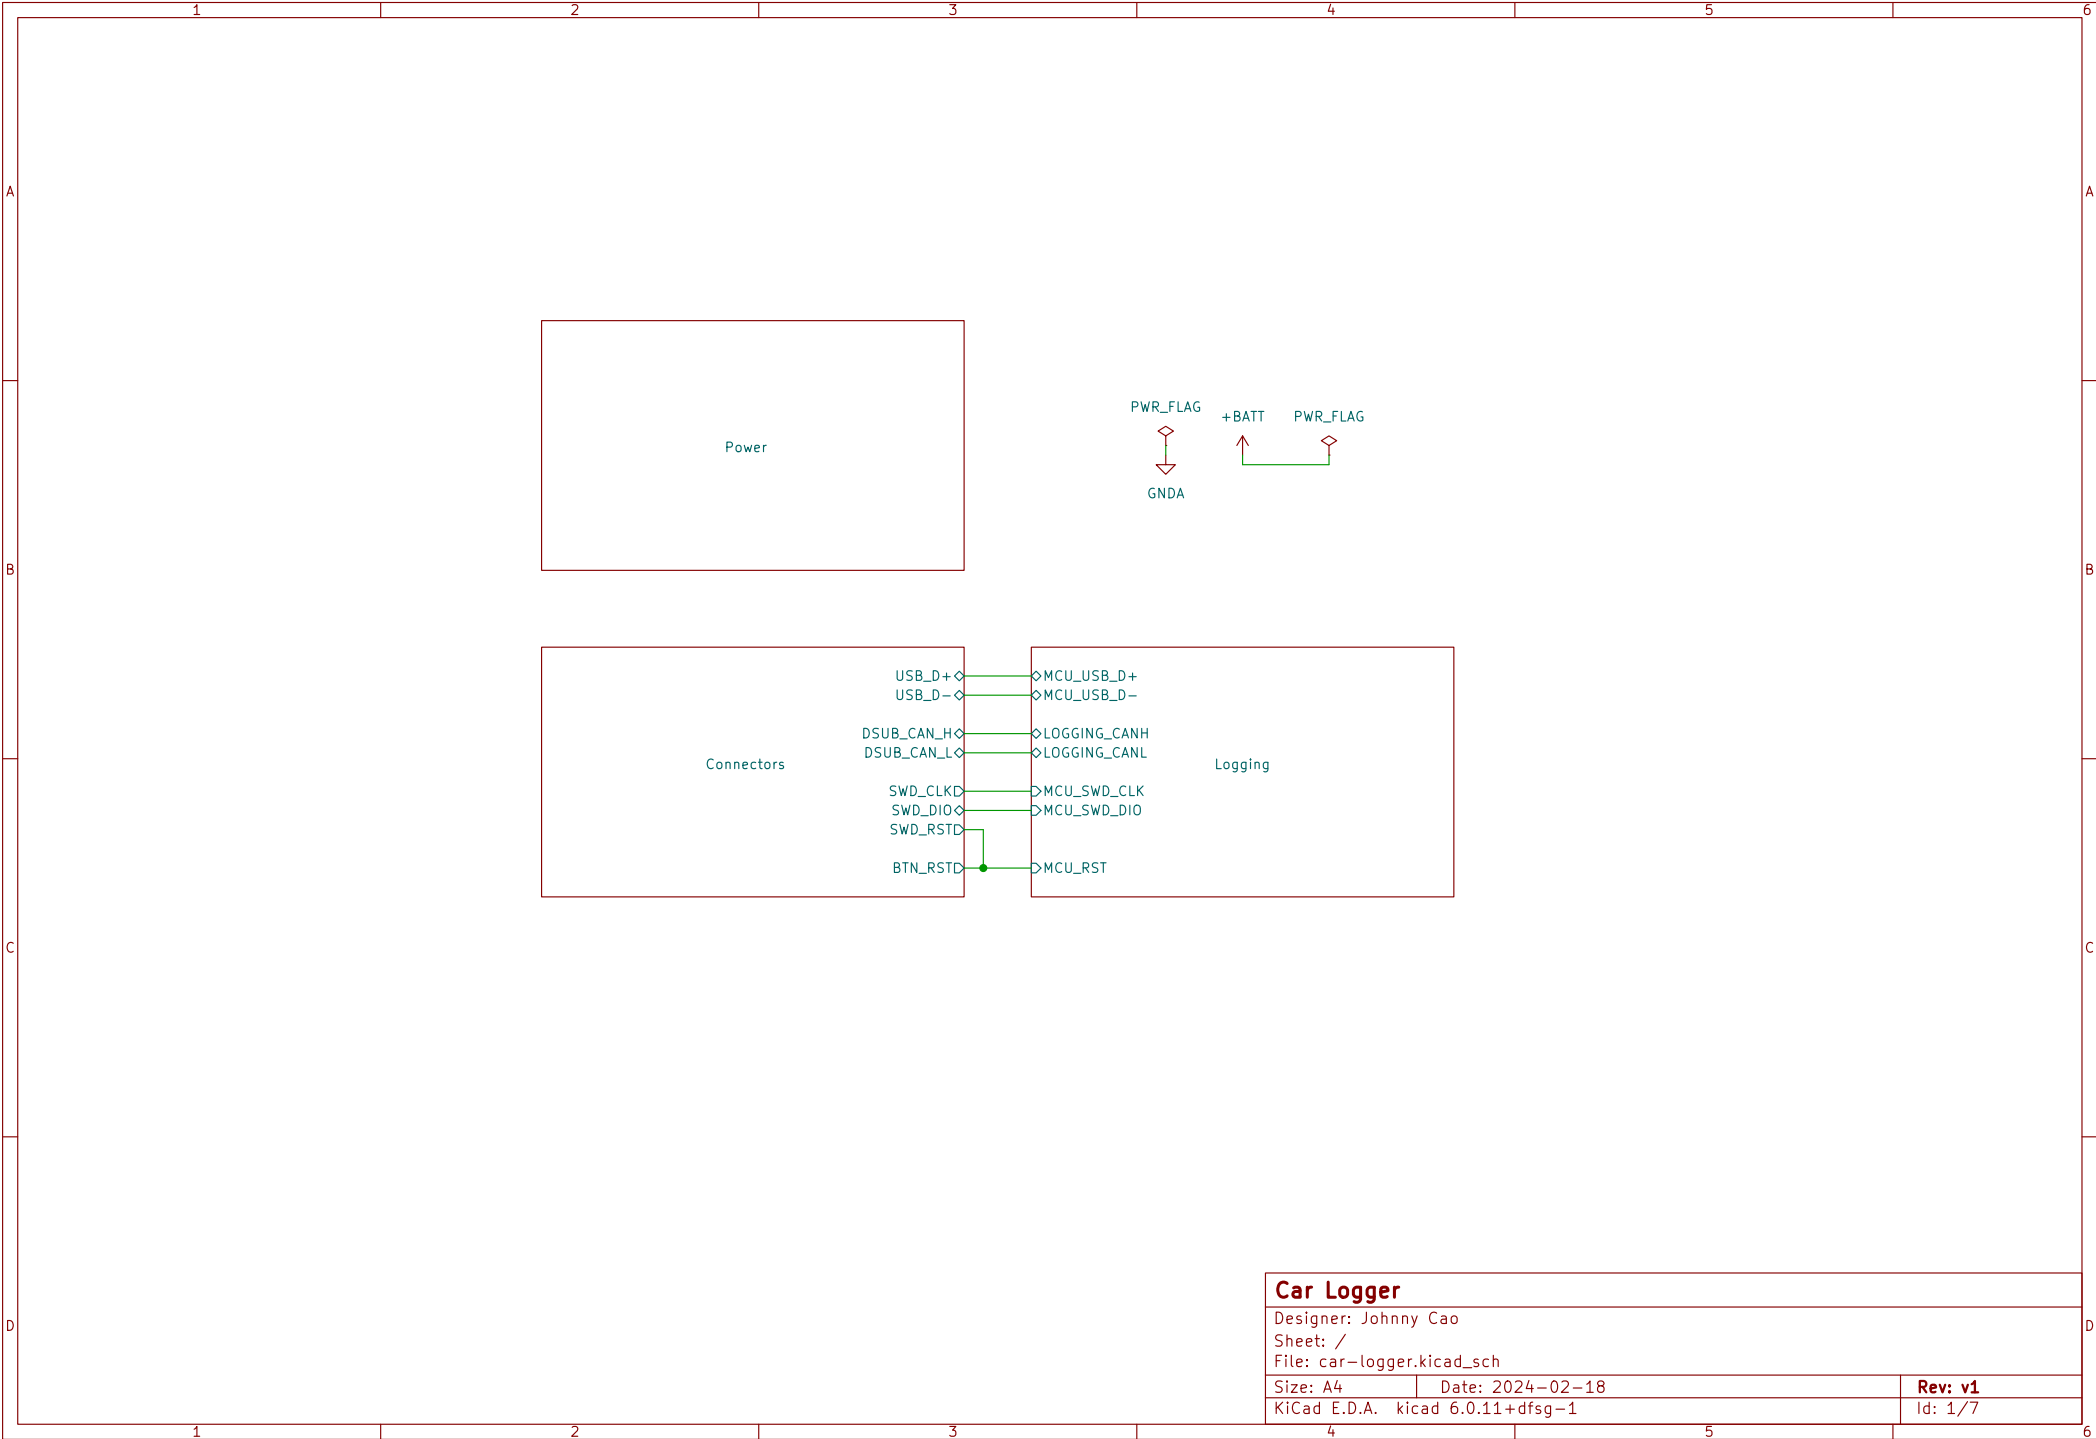 1 2 3 4 5 6
A A
PWR_FLAG
+BATT PWR_FLAG
Power
GNDA
B B
USB_D+ MCU_USB_D+
USB_D- MCU_USB_D-
DSUB_CAN_H LOGGING_CANH
DSUB_CAN_L LOGGING_CANL
Connectors Logging
SWD_CLK MCU_SWD_CLK
SWD_DIO MCU_SWD_DIO
SWD_RST
BTN_RST MCU_RST
C C
Car Logger
Designer: Johnny Cao
D D
Sheet: /
File: car-logger.kicad_sch
Size: A4 Date: 2024-02-18 Rev: v1
KiCad E.D.A. kicad 6.0.11+dfsg-1 Id: 1/7
1 2 3 4 5 6